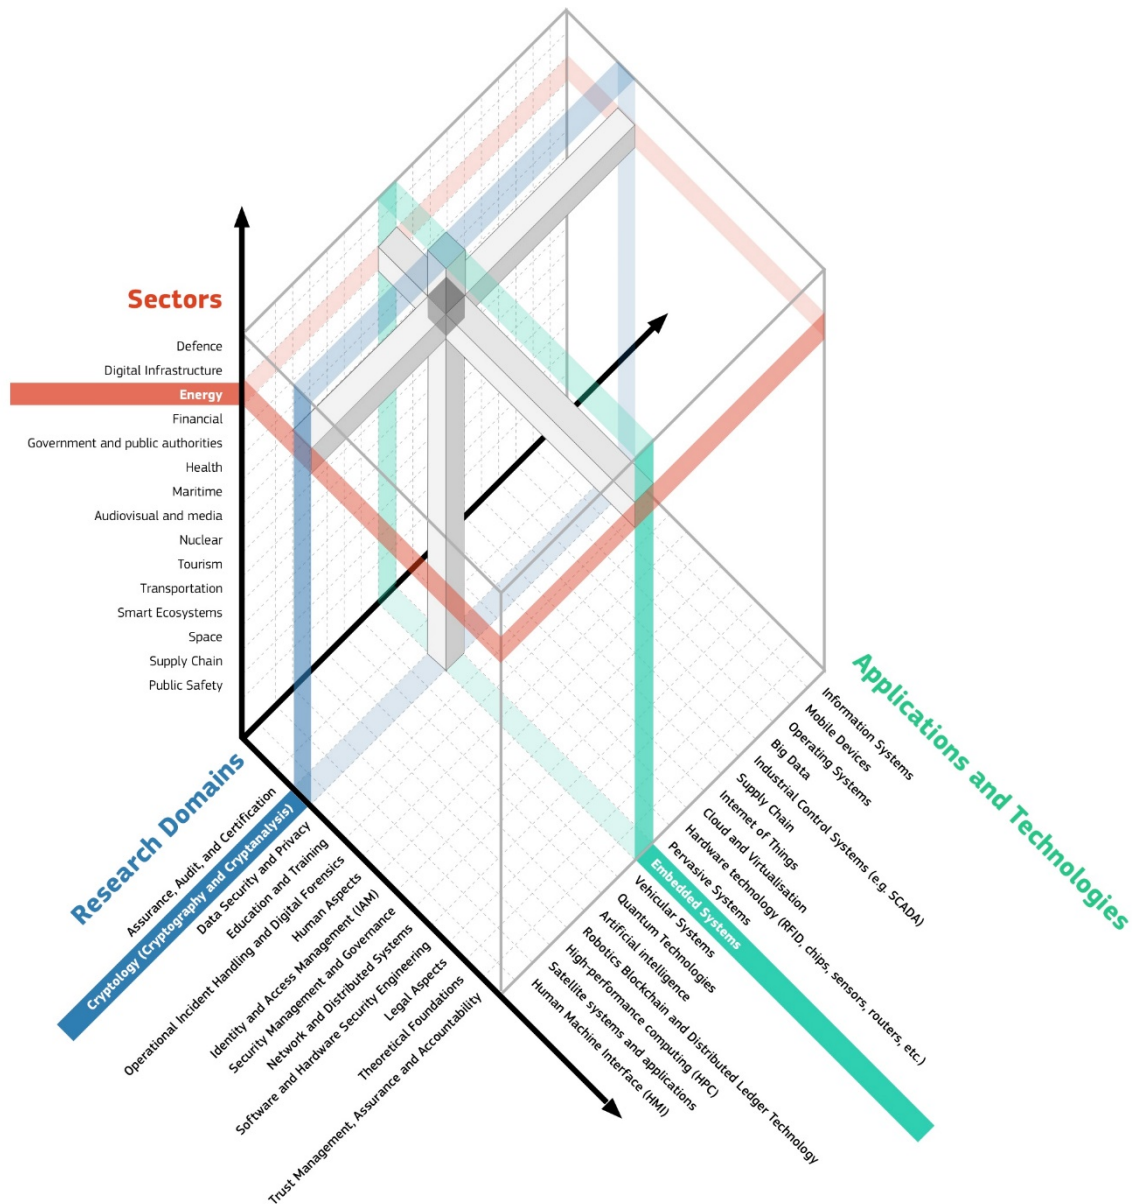 Sectors
Defence
Digital Infrastructure
Energy
Financial
Government and public authorities
Health
Maritime
Audiovisual and media
Nuclear
Tourism
Transportation
Smart Ecosystems
Space
Supply Chain
Public Safety
Research Domains
Assurance, Audit, and Certification
Cryptology (Cryptography and Cryptanalysis)
Data Security and Privacy
Education and Training
Operational Incident Handling and Digital Forensics
Human Aspects
Identity and Access Management (IAM)
Security Management and Governance
Network and Distributed Systems
Software and Hardware Security Engineering
Legal Aspects
Theoretical Foundations
Trust Management, Assurance and Accountability
Applications and Technologies
Information Systems
Mobile Devices
Operating Systems
Big Data
Industrial Control Systems (e.g. SCADA)
Supply Chain
Internet of Things
Cloud and Virtualisation
Hardware technology (RFID, chips, sensors, routers, etc.)
Pervasive Systems
Embedded Systems
Vehicular Systems
Quantum Technologies
Artificial intelligence
Robotics Blockchain and Distributed Ledger Technology
High-performance computing (HPC)
Satellite systems and applications
Human Machine Interface (HMI)